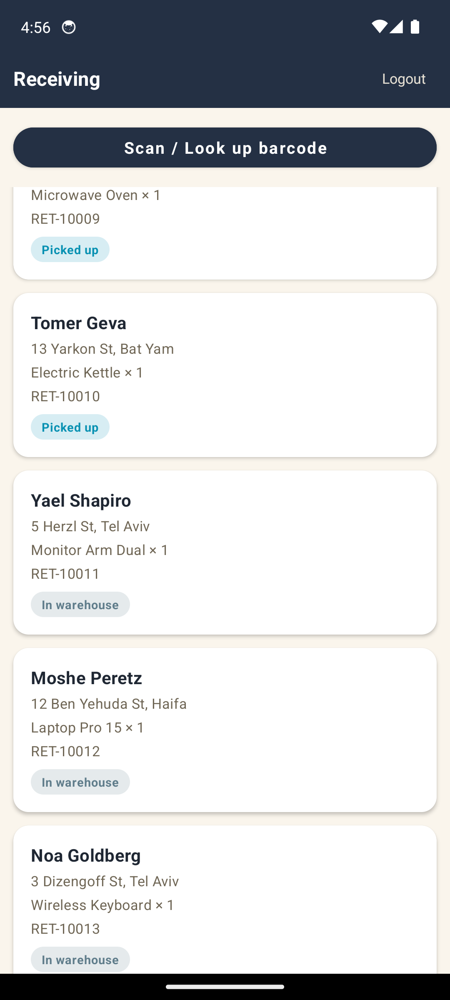 4:56
Receiving
Logout
Scan / Look up barcode
Microwave Oven × 1
RET-10009
Picked up
Tomer Geva
13 Yarkon St, Bat Yam
Electric Kettle × 1
RET-10010
Picked up
Yael Shapiro
5 Herzl St, Tel Aviv
Monitor Arm Dual × 1
RET-10011
In warehouse
Moshe Peretz
12 Ben Yehuda St, Haifa
Laptop Pro 15 × 1
RET-10012
In warehouse
Noa Goldberg
3 Dizengoff St, Tel Aviv
Wireless Keyboard × 1
RET-10013
In warehouse